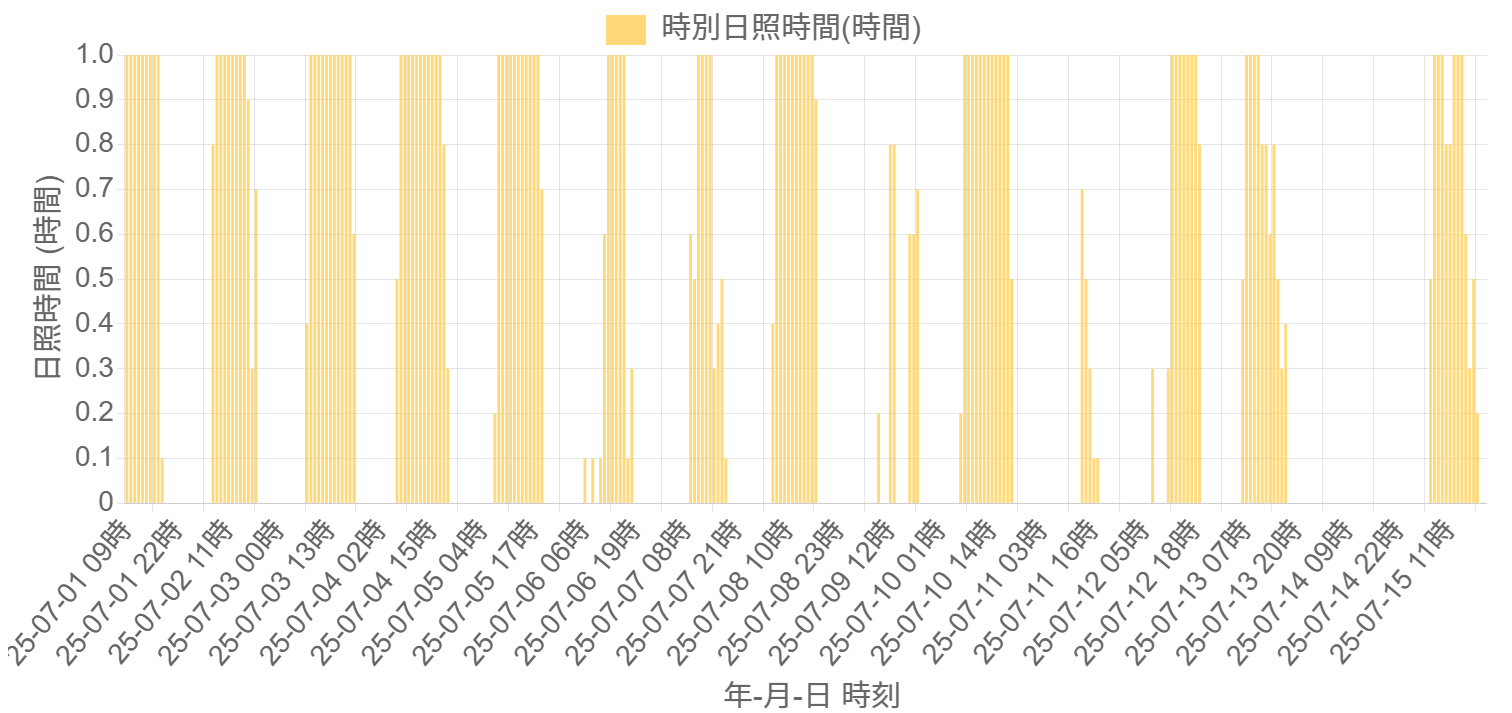 時別日照時間(時間)
日照時間 (時間)
1.0
0.9
0.8
0.7
0.6
0.5
0.4
0.3
0.2
0.1
0
25-07-01 09時
25-07-01 22時
25-07-02 11時
25-07-03 00時
25-07-03 13時
25-07-04 02時
25-07-04 15時
25-07-05 04時
25-07-05 17時
25-07-06 06時
25-07-06 19時
25-07-07 08時
25-07-07 21時
25-07-08 10時
25-07-08 23時
25-07-09 12時
25-07-10 01時
25-07-10 14時
25-07-11 03時
25-07-11 16時
25-07-12 05時
25-07-12 18時
25-07-13 07時
25-07-13 20時
25-07-14 09時
25-07-14 22時
25-07-15 11時
年-月-日 時刻